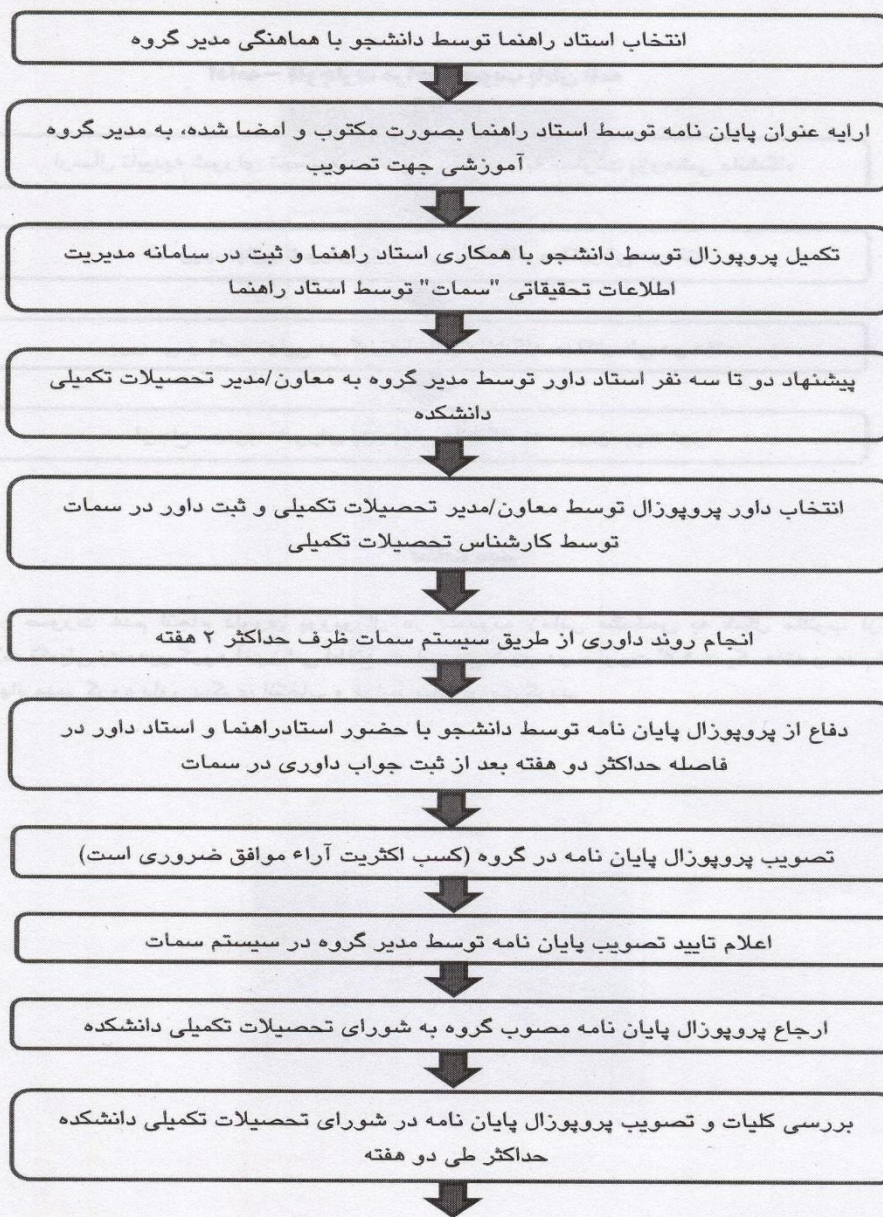 انتخاب استاد راهنما توسط دانشجو با هماهنگی مدیر گروه
ارایه عنوان پایان نامه توسط استاد راهنما بصورت مکتوب و امضا شده، به مدیر گروه
آموزشی جهت تصویب
تکمیل پروپوزال توسط دانشجو با همکاری استاد راهنما و ثبت در سامانه مدیریت
اطلاعات تحقیقاتی "سمات" توسط استاد راهنما
پیشنهاد دو تا سه نفر استاد داور توسط مدیر گروه به معاون/مدیر تحصیلات تکمیلی
دانشکده
انتخاب داور پروپوزال توسط معاون/مدیر تحصیلات تکمیلی و ثبت داور در سمات
توسط کارشناس تحصیلات تکمیلی
انجام روند داوری از طریق سیستم سمات ظرف حداکثر ۲ هفته
دفاع از پروپوزال پایان نامه توسط دانشجو با حضور استادراهنما و استاد داور در
فاصله حداکثر دو هفته بعد از ثبت جواب داوری در سمات
تصویب پروپوزال پایان نامه در گروه (کسب اکثریت آراء موافق ضروری است)
اعلام تایید تصویب پایان نامه توسط مدیر گروه در سیستم سمات
ارجاع پروپوزال پایان نامه مصوب گروه به شورای تحصیلات تکمیلی دانشکده
بررسی کلیات و تصویب پروپوزال پایان نامه در شورای تحصیلات تکمیلی دانشکده
حداکثر طی دو هفته